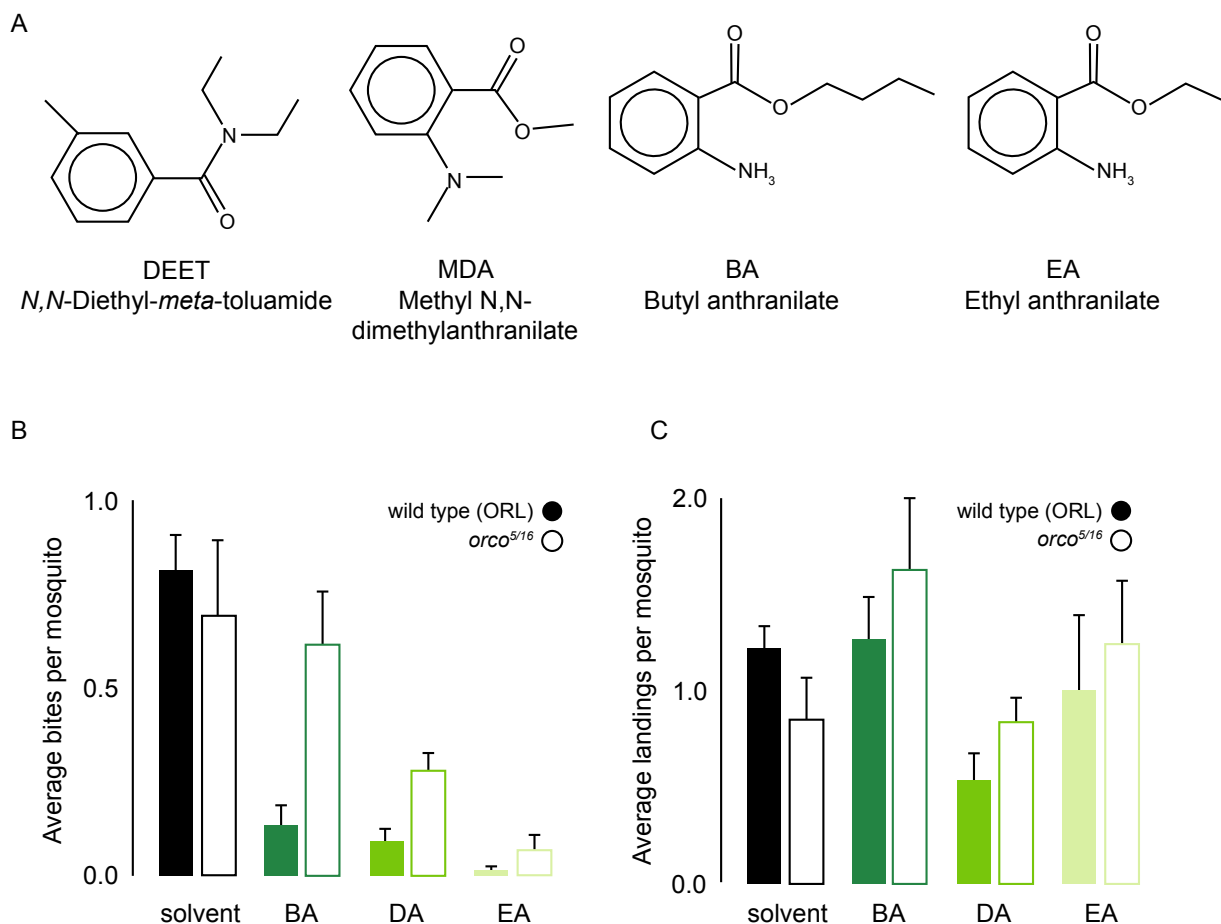 A
O
O
N
O
N
O
O
O
NH₃
O
O
NH₃
DEET
N,N-Diethyl-meta-toluamide
MDA
Methyl N,N-
dimethylanthranilate
BA
Butyl anthranilate
EA
Ethyl anthranilate
B
Average bites per mosquito
1.0
0.5
0.0
wild type (ORL)
orco5/16
solvent BA DA EA
C
Average landings per mosquito
2.0
1.0
0.0
wild type (ORL)
orco5/16
solvent BA DA EA